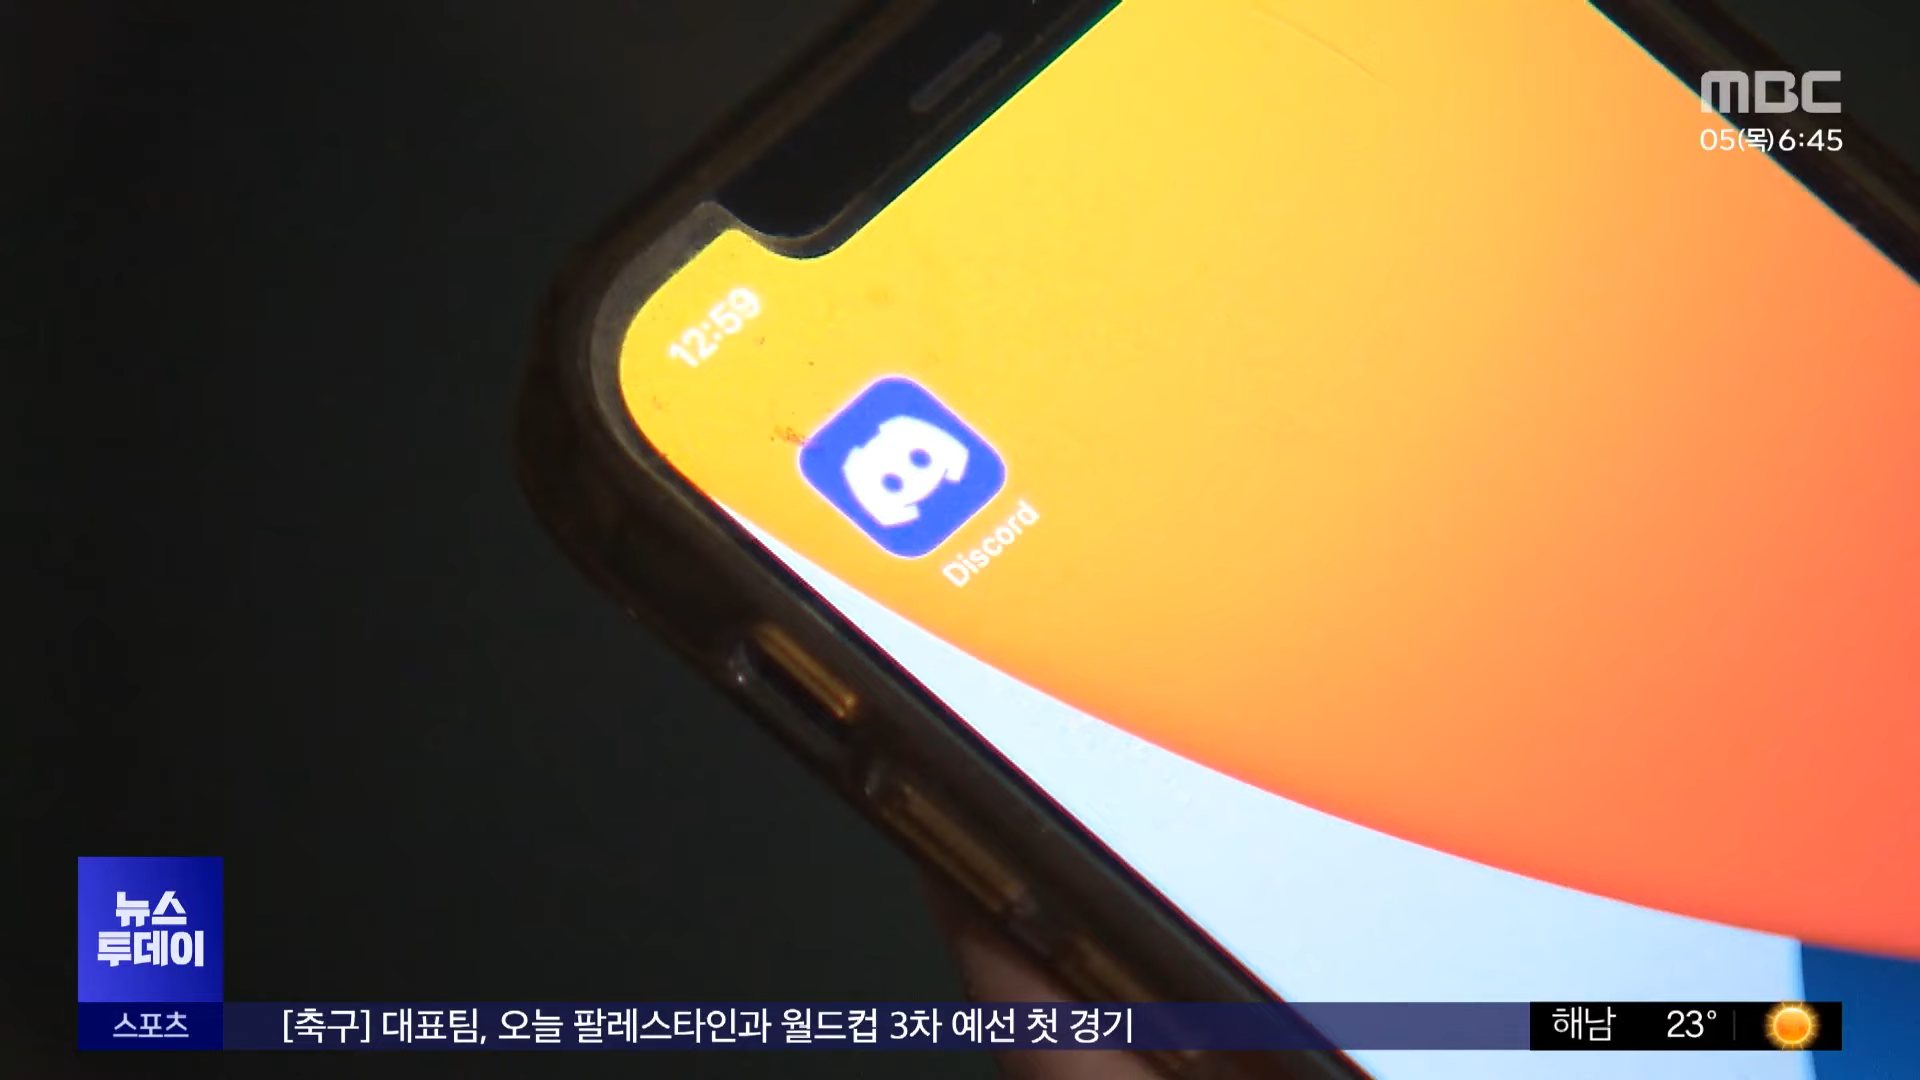 MBC
05(목)6:45
12:59
Discord
뉴스
투데이
스포츠
[축구] 대표팀, 오늘 팔레스타인과 월드컵 3차 예선 첫 경기
해남 23°